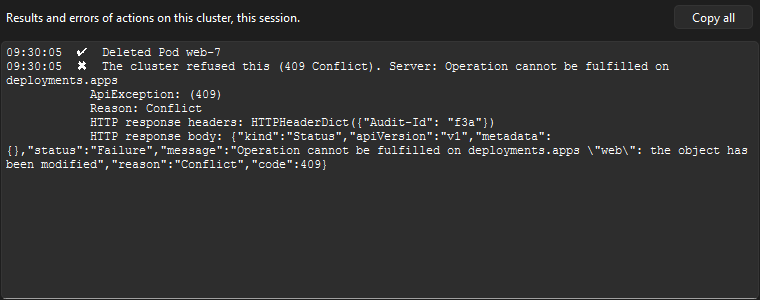 Results and errors of actions on this cluster, this session.
Copy all
09:30:05 ✔ Deleted Pod web-7
09:30:05 ✖ The cluster refused this (409 Conflict). Server: Operation cannot be fulfilled on
deployments.apps
ApiException: (409)
Reason: Conflict
HTTP response headers: HTTPHeaderDict({"Audit-Id": "f3a"})
HTTP response body: {"kind":"Status","apiVersion":"v1","metadata":
{},"status":"Failure","message":"Operation cannot be fulfilled on deployments.apps \"web\": the object has
been modified","reason":"Conflict","code":409}